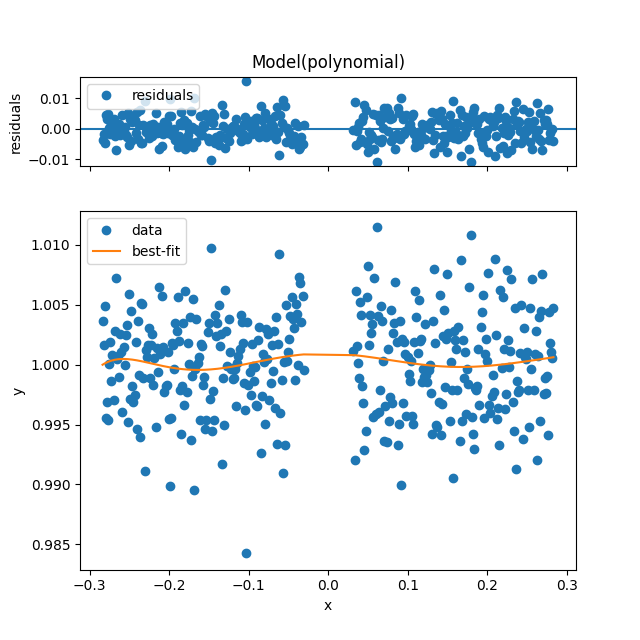 Model(polynomial)
residuals
0.01
0.00
−0.01
residuals
data
best-fit
1.010
1.005
1.000
0.995
0.990
0.985
y
−0.3 −0.2 −0.1 0.0 0.1 0.2 0.3
x